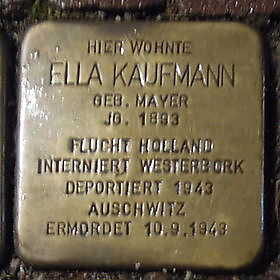 HIER WOHNTE
ELLA KAUFMANN
GEB. MAYER
JG. 1893
FLUCHT HOLLAND
INTERNIERT WESTERBORK
DEPORTIERT 1943
AUSCHWITZ
ERMORDET 10.9.1943